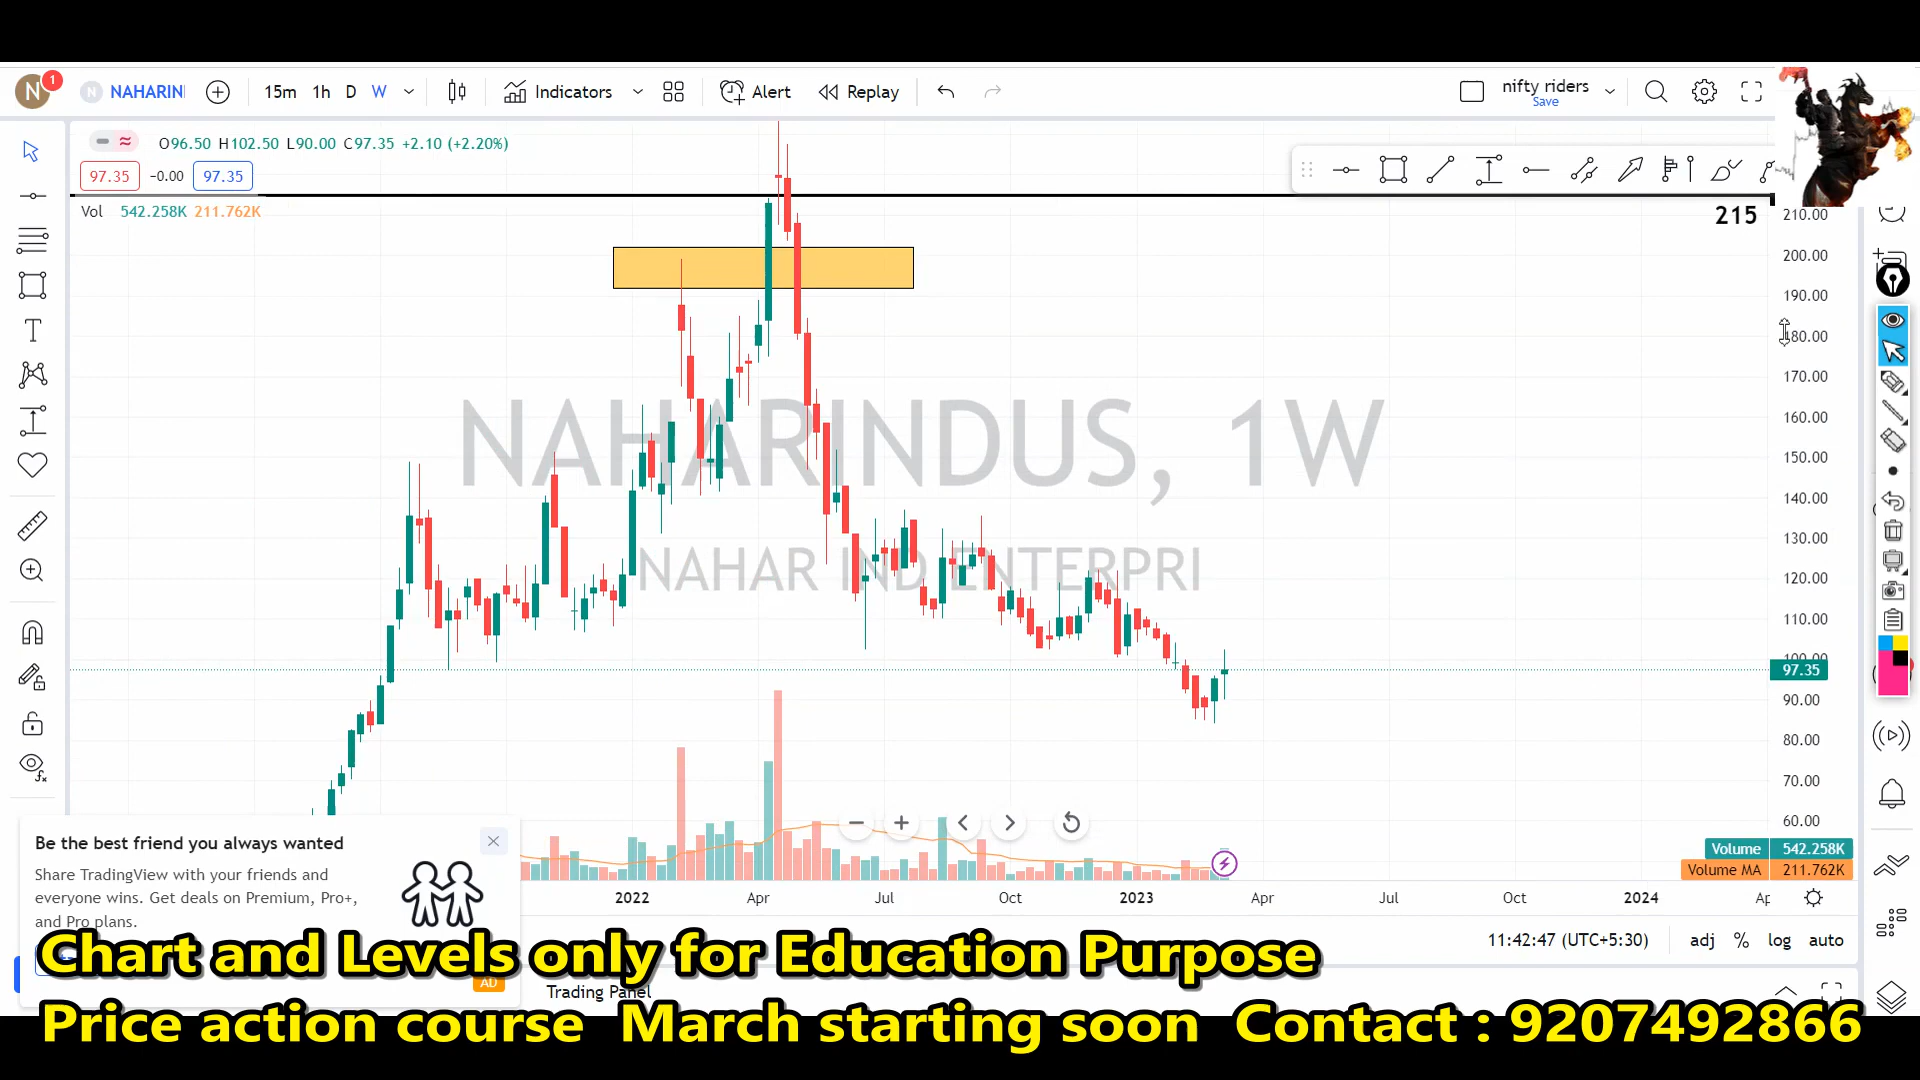 N 1 N NAHARIN 15m 1h D W Indicators Alert Replay nifty riders
Save
O96.50 H102.50 L90.00 C97.35 +2.10 (+2.20%)
97.35 -0.00 97.35
Vol 542.258K 211.762K
215
210.00
200.00
190.00
180.00
170.00
160.00
150.00
140.00
130.00
120.00
110.00
100.00
97.35
90.00
80.00
70.00
60.00
NAHARINDUS, 1W
NAHAR IND ENTERPRI
Volume 542.258K
Volume MA 211.762K
2022 Apr Jul Oct 2023 Apr Jul Oct 2024
Be the best friend you always wanted
Share TradingView with your friends and
everyone wins. Get deals on Premium, Pro+,
and Pro plans.
AD
11:42:47 (UTC+5:30) adj % log auto
Trading Panel
Chart and Levels only for Education Purpose
Price action course March starting soon Contact : 9207492866